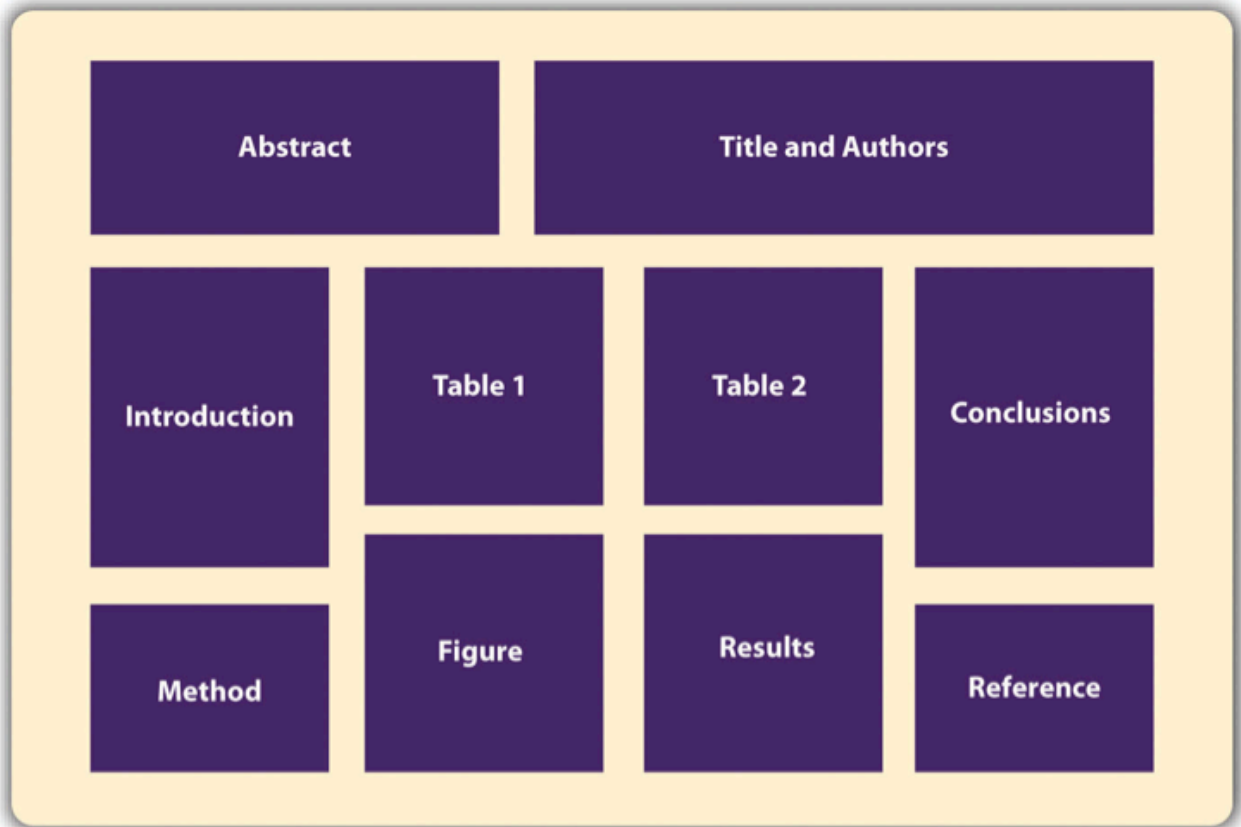 Abstract
Title and Authors
Introduction
Table 1
Table 2
Conclusions
Method
Figure
Results
Reference